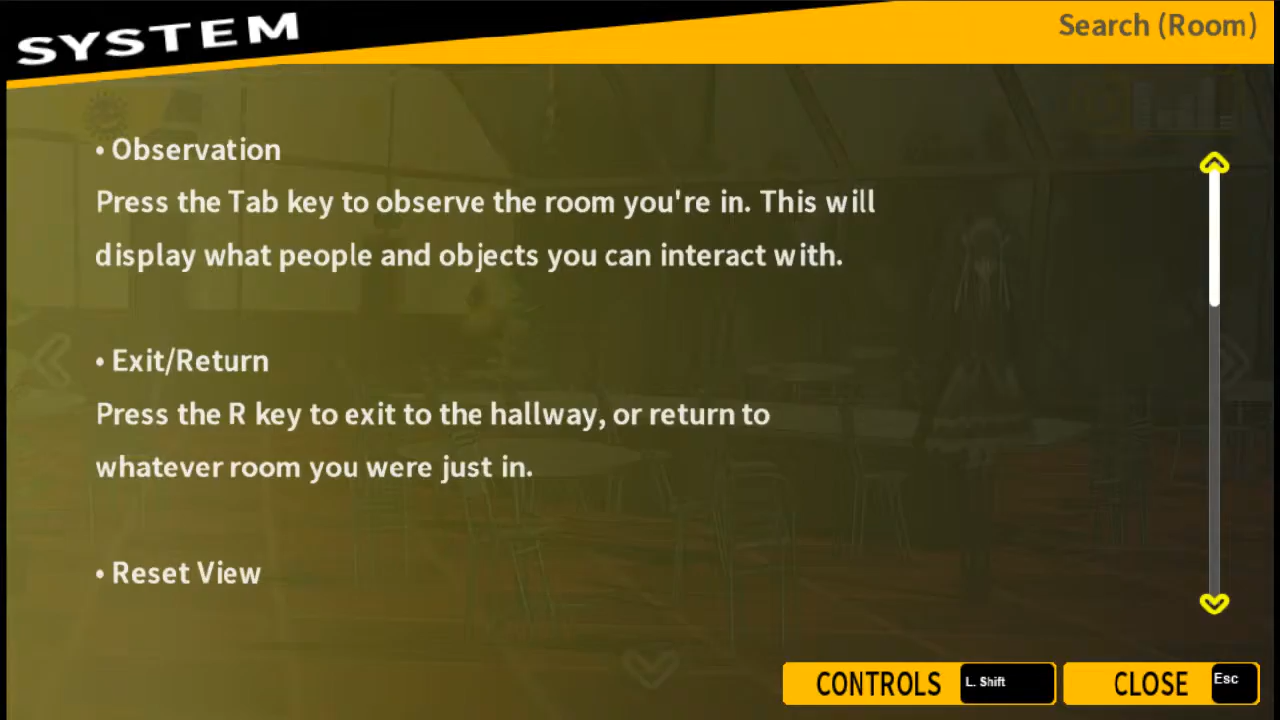 SYSTEM
Search (Room)
• Observation
Press the Tab key to observe the room you're in. This will
display what people and objects you can interact with.
• Exit/Return
Press the R key to exit to the hallway, or return to
whatever room you were just in.
• Reset View
CONTROLS L. Shift CLOSE Esc